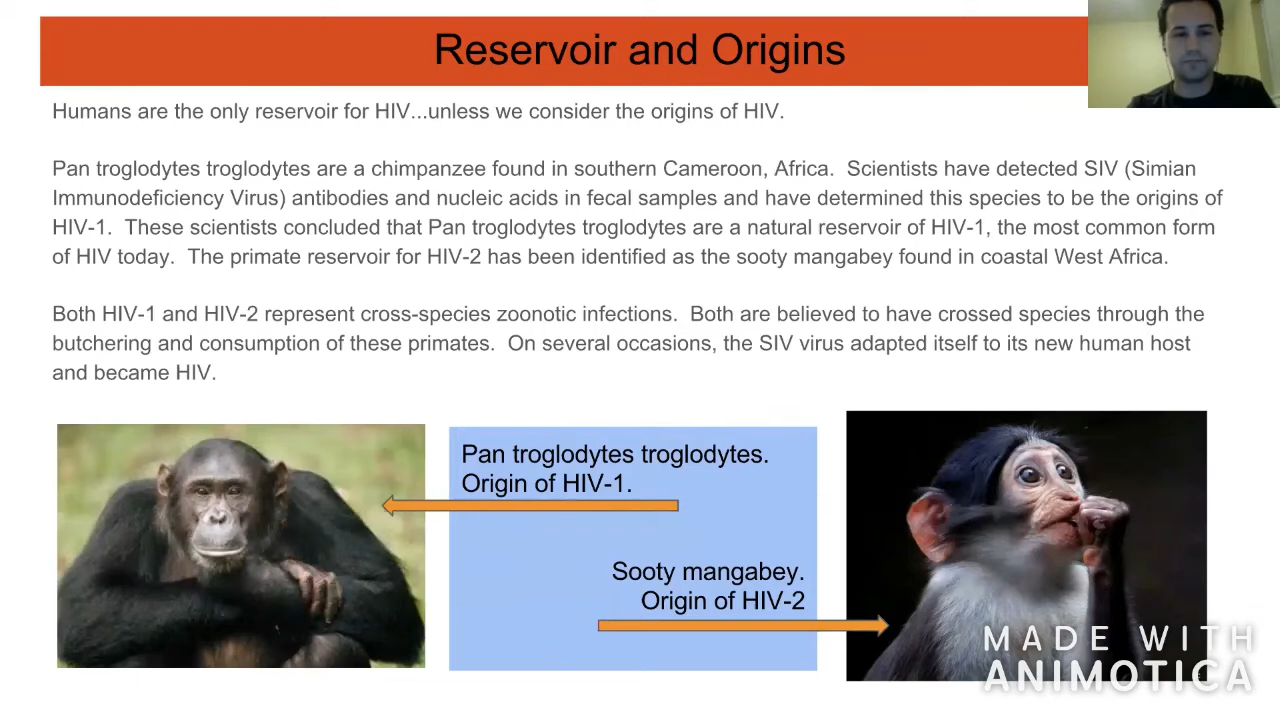 Reservoir and Origins
Humans are the only reservoir for HIV...unless we consider the origins of HIV.
Pan troglodytes troglodytes are a chimpanzee found in southern Cameroon, Africa.  Scientists have detected SIV (Simian
Immunodeficiency Virus) antibodies and nucleic acids in fecal samples and have determined this species to be the origins of
HIV-1.  These scientists concluded that Pan troglodytes troglodytes are a natural reservoir of HIV-1, the most common form
of HIV today.  The primate reservoir for HIV-2 has been identified as the sooty mangabey found in coastal West Africa.
Both HIV-1 and HIV-2 represent cross-species zoonotic infections.  Both are believed to have crossed species through the
butchering and consumption of these primates.  On several occasions, the SIV virus adapted itself to its new human host
and became HIV.
Pan troglodytes troglodytes.
Origin of HIV-1.
Sooty mangabey.
Origin of HIV-2
MADE WITH
ANIMOTICA